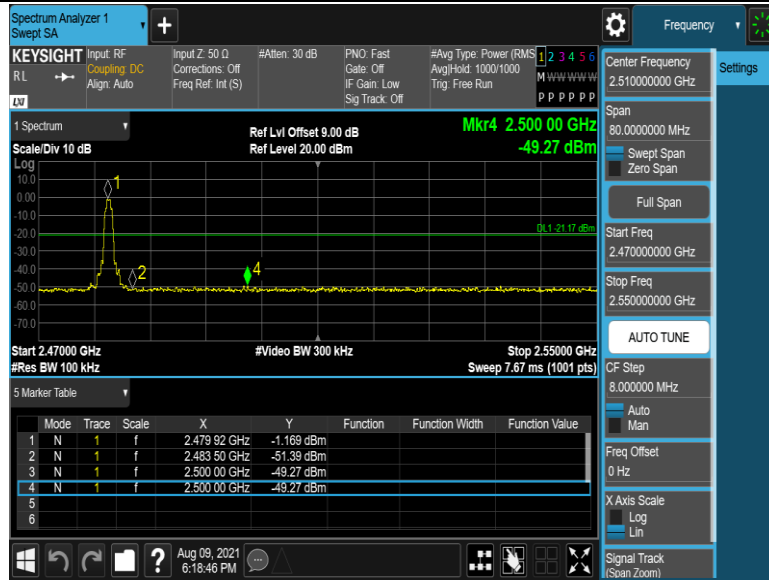 Spectrum Analyzer 1
Swept SA
Frequency
KEYSIGHT
RL
LXI
Input: RF
Coupling: DC
Align: Auto
Input Z: 50 Ω
Corrections: Off
Freq Ref: Int (S)
#Atten: 30 dB
PNO: Fast
Gate: Off
IF Gain: Low
Sig Track: Off
#Avg Type: Power (RMS
Avg|Hold: 1000/1000
Trig: Free Run
1 2 3 4 5 6
M W W W W W
P P P P P P
1 Spectrum
Scale/Div 10 dB
Ref Lvl Offset 9.00 dB
Ref Level 20.00 dBm
Mkr4 2.500 00 GHz
-49.27 dBm
Log
10.0
0.00
-10.0
-20.0
-30.0
-40.0
-50.0
-60.0
-70.0
1
2
4
DL1 -21.17 dBm
Start 2.47000 GHz
#Video BW 300 kHz
Stop 2.55000 GHz
#Res BW 100 kHz
Sweep 7.67 ms (1001 pts)
5 Marker Table
Mode Trace Scale X Y Function Function Width Function Value
1 N 1 f 2.479 92 GHz -1.169 dBm
2 N 1 f 2.483 50 GHz -51.39 dBm
3 N 1 f 2.500 00 GHz -49.27 dBm
4 N 1 f 2.500 00 GHz -49.27 dBm
5
6
?
Aug 09, 2021
6:18:46 PM
Center Frequency
2.510000000 GHz
Settings
Span
80.0000000 MHz
Swept Span
Zero Span
Full Span
Start Freq
2.470000000 GHz
Stop Freq
2.550000000 GHz
AUTO TUNE
CF Step
8.000000 MHz
Auto
Man
Freq Offset
0 Hz
X Axis Scale
Log
Lin
Signal Track
(Span Zoom)